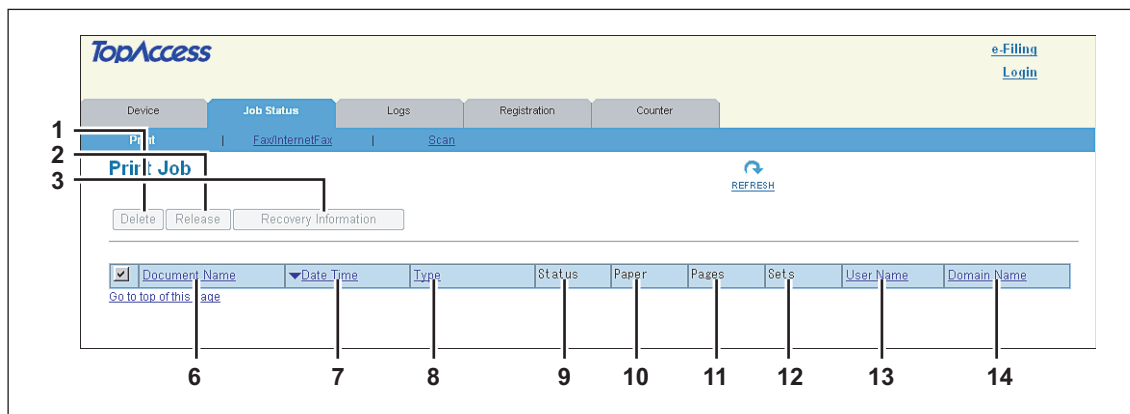 TopAccess
e-Filing
Login
Device Job Status Logs Registration Counter
1
Print | Fax/InternetFax | Scan
2
Print Job
3
REFRESH
Delete Release Recovery Information
Document Name Date Time Type Status Paper Pages Sets User Name Domain Name
Go to top of this page
6 7 8 9 10 11 12 13 14